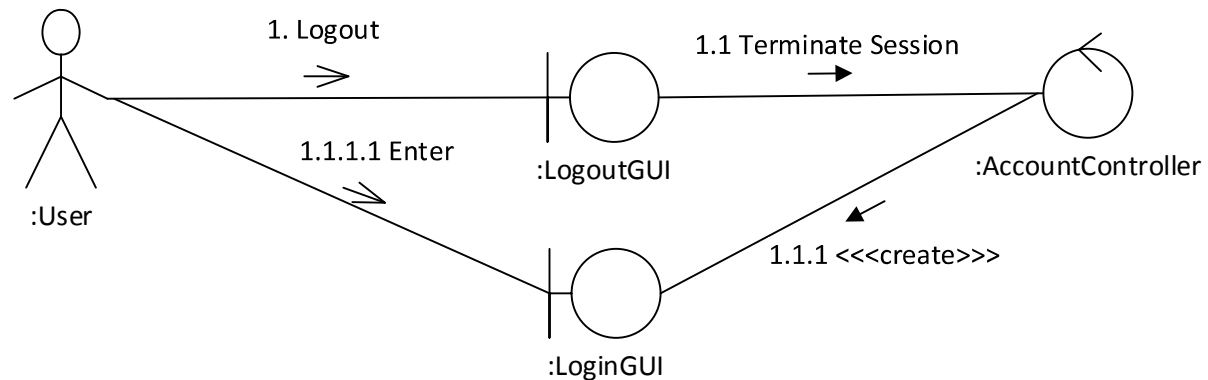 1. Logout
1.1 Terminate Session
1.1.1.1 Enter
:LogoutGUI
:AccountController
:User
1.1.1 <<<create>>>
:LoginGUI